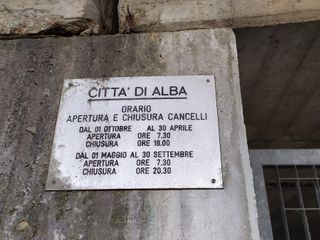 CITTA' DI ALBA
ORARIO
APERTURA E CHIUSURA CANCELLI
DAL 01 OTTOBRE AL 30 APRILE
APERTURA ORE 7.30
CHIUSURA ORE 18.00
DAL 01 MAGGIO AL 30 SETTEMBRE
APERTURA ORE 7.30
CHIUSURA ORE 20.30